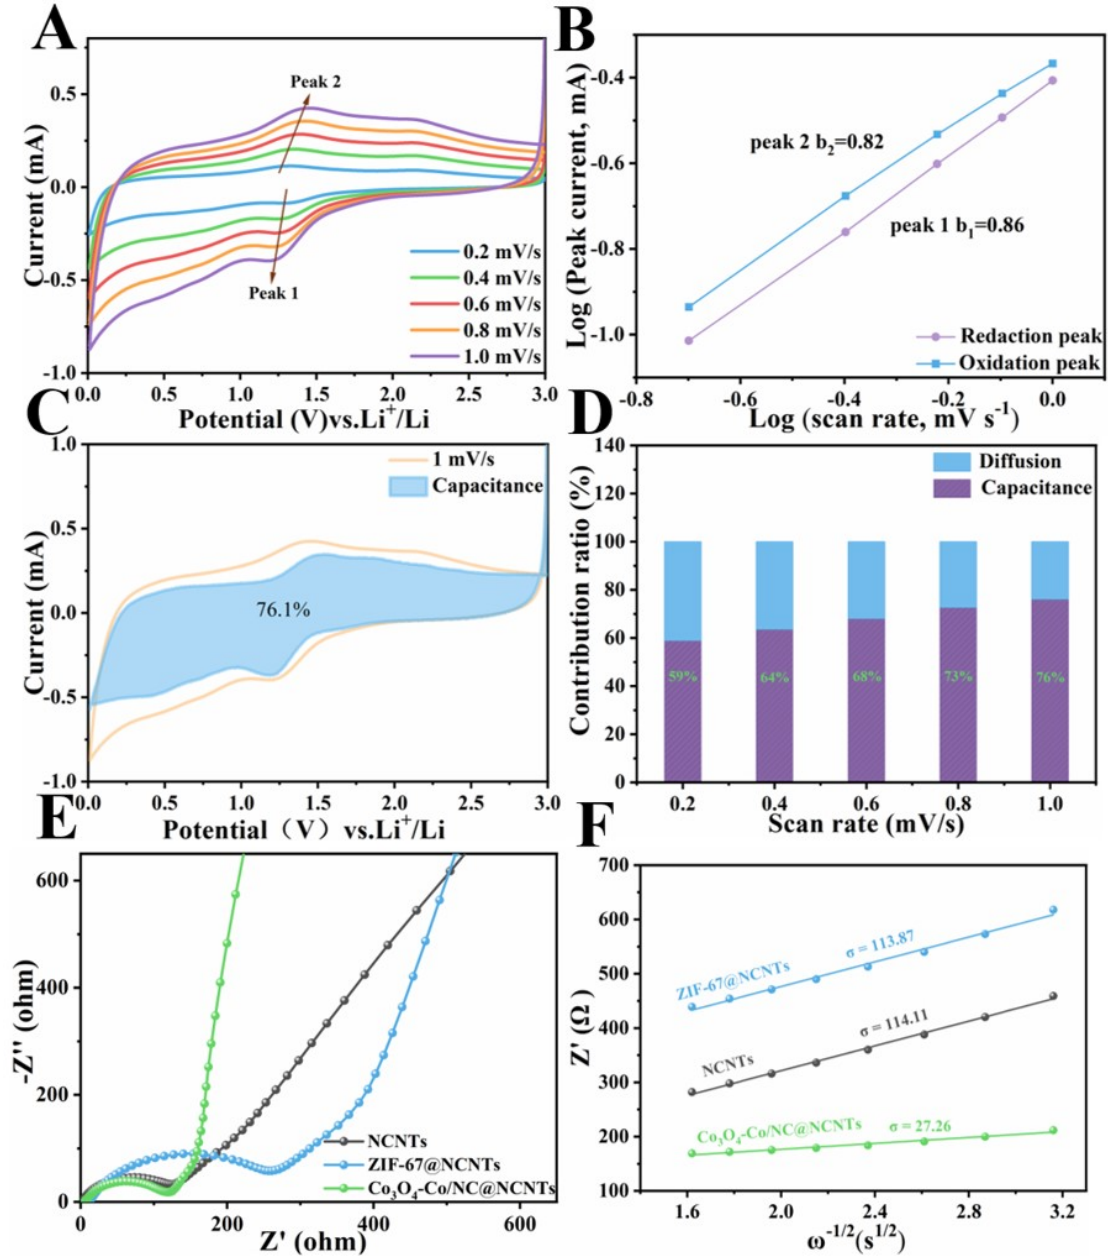 A
0.5
0.0
-0.5
-1.0
Current (mA)
Peak 2
Peak 1
0.2 mV/s
0.4 mV/s
0.6 mV/s
0.8 mV/s
1.0 mV/s
0.0 0.5 1.0 1.5 2.0 2.5 3.0
Potential (V)vs.Li⁺/Li
B
-0.4
-0.6
-0.8
-1.0
Log (Peak current, mA)
peak 2 b₂=0.82
peak 1 b₁=0.86
Redaction peak
Oxidation peak
-0.8 -0.6 -0.4 -0.2 0.0
Log (scan rate, mV s⁻¹)
C
1.0
0.5
0.0
-0.5
-1.0
Current (mA)
1 mV/s
Capacitance
76.1%
0.0 0.5 1.0 1.5 2.0 2.5 3.0
Potential（V）vs.Li⁺/Li
D
140
120
100
80
60
40
20
0
Contribution ratio (%)
Diffusion
Capacitance
59% 64% 68% 73% 76%
0.2 0.4 0.6 0.8 1.0
Scan rate (mV/s)
E
600
400
200
0
-Z'' (ohm)
NCNTs
ZIF-67@NCNTs
Co₃O₄-Co/NC@NCNTs
0 200 400 600
Z' (ohm)
F
700
600
500
400
300
200
100
Z' (Ω)
ZIF-67@NCNTs
σ = 113.87
NCNTs
σ = 114.11
Co₃O₄-Co/NC@NCNTs
σ = 27.26
1.6 2.0 2.4 2.8 3.2
ω⁻¹/²(s¹/²)